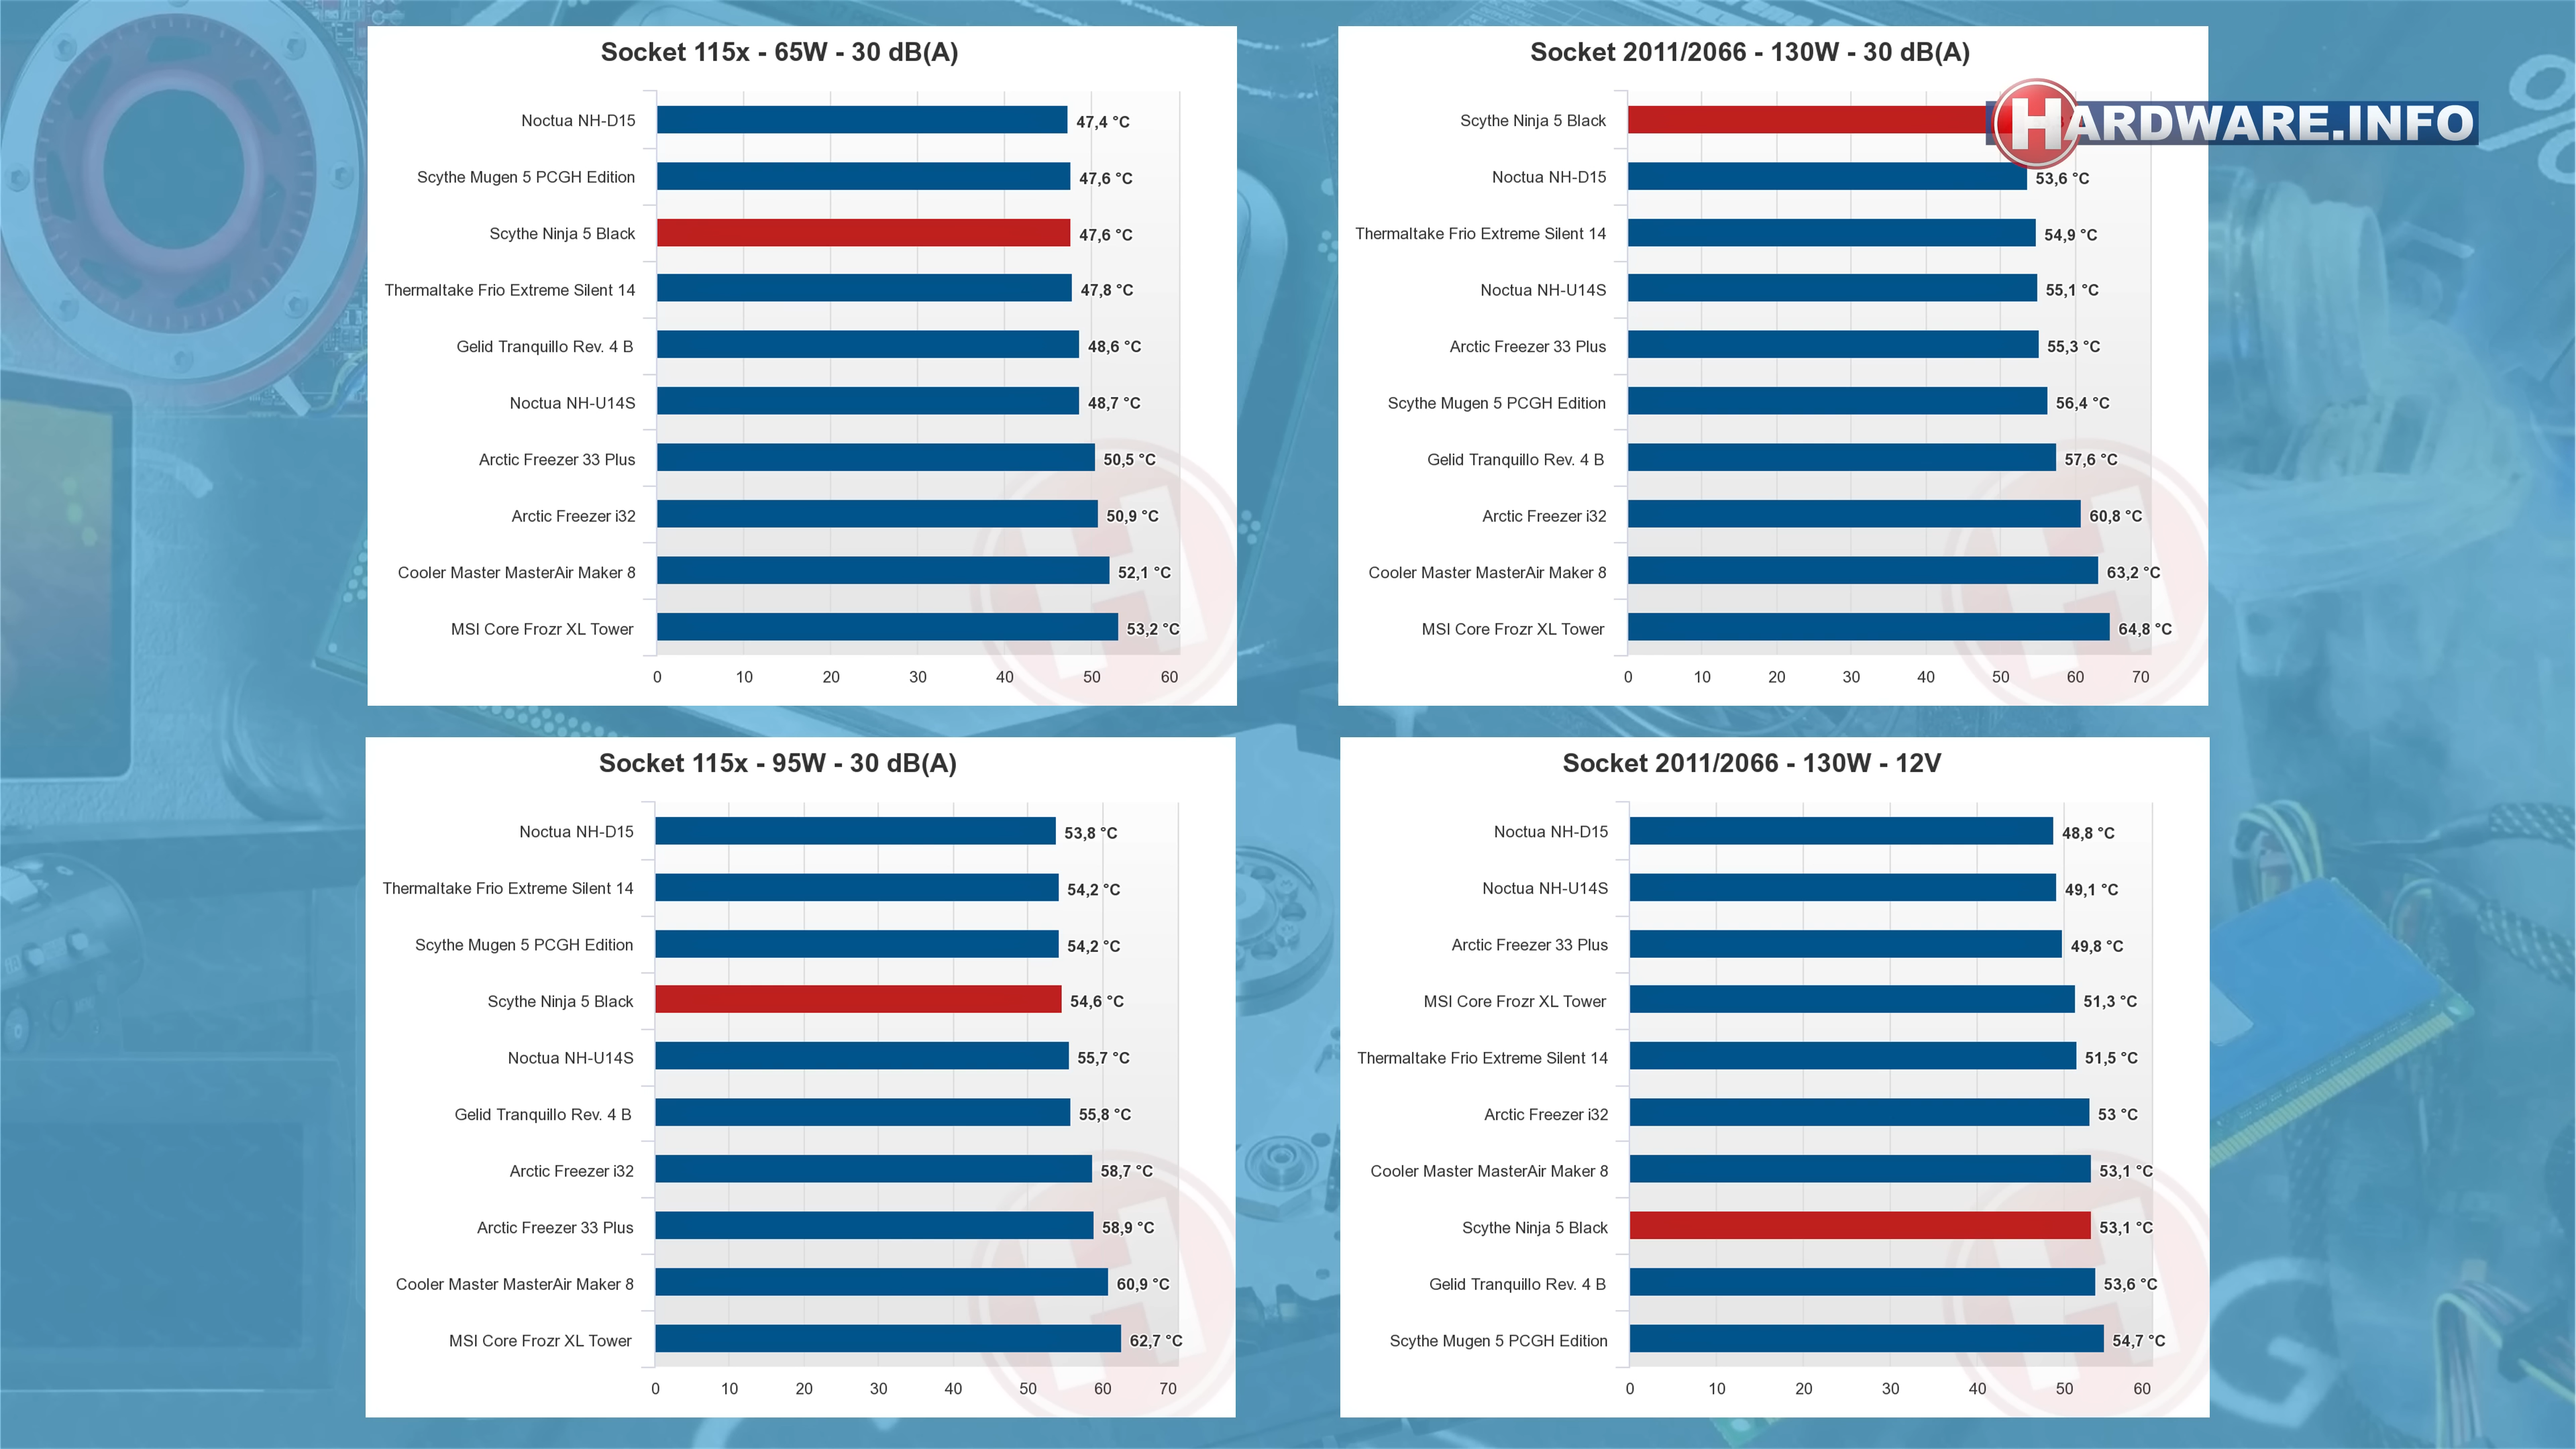 Socket 115x - 65W - 30 dB(A)
Noctua NH-D15 47,4 °C
Scythe Mugen 5 PCGH Edition 47,6 °C
Scythe Ninja 5 Black 47,6 °C
Thermaltake Frio Extreme Silent 14 47,8 °C
Gelid Tranquillo Rev. 4 B 48,6 °C
Noctua NH-U14S 48,7 °C
Arctic Freezer 33 Plus 50,5 °C
Arctic Freezer i32 50,9 °C
Cooler Master MasterAir Maker 8 52,1 °C
MSI Core Frozr XL Tower 53,2 °C
0 10 20 30 40 50 60
Socket 2011/2066 - 130W - 30 dB(A)
HARDWARE.INFO
Scythe Ninja 5 Black
Noctua NH-D15 53,6 °C
Thermaltake Frio Extreme Silent 14 54,9 °C
Noctua NH-U14S 55,1 °C
Arctic Freezer 33 Plus 55,3 °C
Scythe Mugen 5 PCGH Edition 56,4 °C
Gelid Tranquillo Rev. 4 B 57,6 °C
Arctic Freezer i32 60,8 °C
Cooler Master MasterAir Maker 8 63,2 °C
MSI Core Frozr XL Tower 64,8 °C
0 10 20 30 40 50 60 70
Socket 115x - 95W - 30 dB(A)
Noctua NH-D15 53,8 °C
Thermaltake Frio Extreme Silent 14 54,2 °C
Scythe Mugen 5 PCGH Edition 54,2 °C
Scythe Ninja 5 Black 54,6 °C
Noctua NH-U14S 55,7 °C
Gelid Tranquillo Rev. 4 B 55,8 °C
Arctic Freezer i32 58,7 °C
Arctic Freezer 33 Plus 58,9 °C
Cooler Master MasterAir Maker 8 60,9 °C
MSI Core Frozr XL Tower 62,7 °C
0 10 20 30 40 50 60 70
Socket 2011/2066 - 130W - 12V
Noctua NH-D15 48,8 °C
Noctua NH-U14S 49,1 °C
Arctic Freezer 33 Plus 49,8 °C
MSI Core Frozr XL Tower 51,3 °C
Thermaltake Frio Extreme Silent 14 51,5 °C
Arctic Freezer i32 53 °C
Cooler Master MasterAir Maker 8 53,1 °C
Scythe Ninja 5 Black 53,1 °C
Gelid Tranquillo Rev. 4 B 53,6 °C
Scythe Mugen 5 PCGH Edition 54,7 °C
0 10 20 30 40 50 60